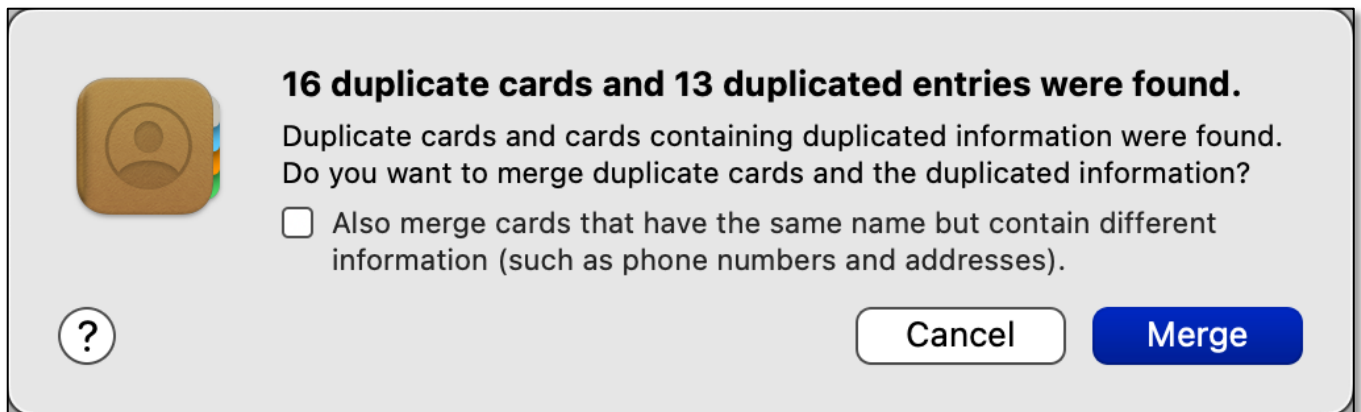 16 duplicate cards and 13 duplicated entries were found.
Duplicate cards and cards containing duplicated information were found.
Do you want to merge duplicate cards and the duplicated information?
Also merge cards that have the same name but contain different
information (such as phone numbers and addresses).
? Cancel Merge